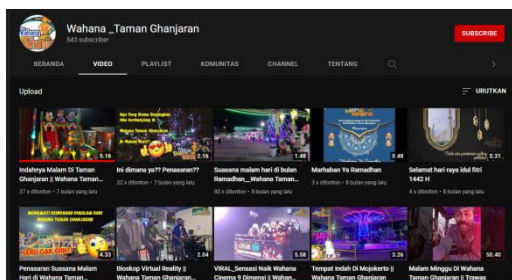 Wahana _Taman Ghanjaran
543 subscriber
SUBSCRIBE
BERANDA VIDEO PLAYLIST KOMUNITAS CHANNEL TENTANG
Upload
URUTKAN
5.16
2.16
1.48
0.48
0.31
Indahnya Malam Di Taman
Ghanjaran || Wahana Taman...
37 x ditonton • 7 bulan yang lalu
Ini dimana ya?? Penasaran??
32 x ditonton • 7 bulan yang lalu
Suasana malam hari di bulan
Ramadhan__Wahana Taman...
80 x ditonton • 8 bulan yang lalu
Marhaban Ya Ramadhan
3 x ditonton • 8 bulan yang lalu
Selamat hari raya idul fitri
1442 H
4 x ditonton • 8 bulan yang lalu
4.33
2.04
5.58
3.26
50.40
Penasaran Suasana Malam
Hari di Wahana Taman...
Bioskop Virtual Reality ||
Wahana Taman Ghanjaran...
VIRAL_Sensasi Naik Wahana
Cinema 9 Dimensi || Wahan...
Tempat Indah Di Mojokerto ||
Wahana Taman Ghanjaran...
Malam Minggu Di Wahana
Taman Ghanjaran || Trawas